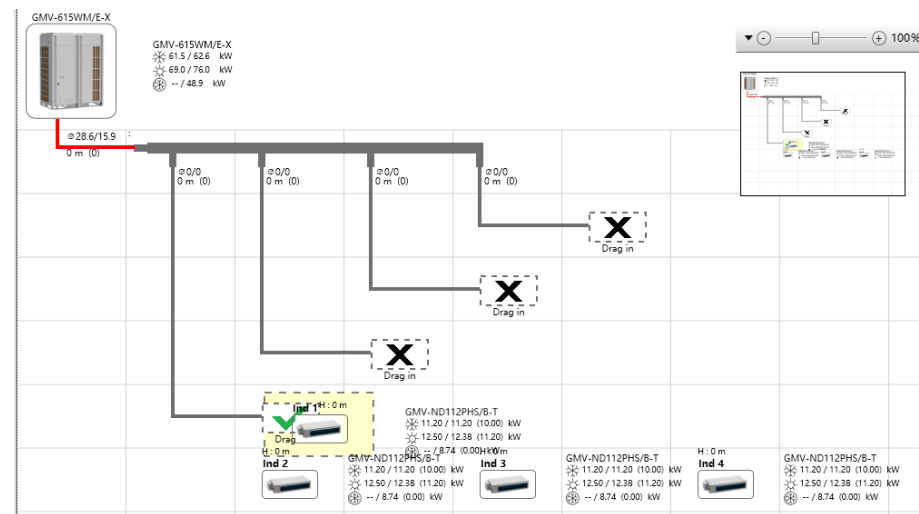 GMV-615WM/E-X
GMV-615WM/E-X
61.5 / 62.6 kW
69.0 / 76.0 kW
-- / 48.9 kW
100%
⌀28.6/15.9 :
0 m (0)
⌀0/0
0 m (0)
⌀0/0
0 m (0)
⌀0/0
0 m (0)
⌀0/0
0 m (0)
Drag in
Drag in
Drag in
Ind 1
H : 0 m
Drag
GMV-ND112PHS/B-T
11.20 / 11.20 (10.00) kW
12.50 / 12.38 (11.20) kW
-- / 8.74 (0.00) kW
H : 0 m
Ind 2
GMV-ND112PHS/B-T
11.20 / 11.20 (10.00) kW
12.50 / 12.38 (11.20) kW
-- / 8.74 (0.00) kW
H : 0 m
Ind 3
GMV-ND112PHS/B-T
11.20 / 11.20 (10.00) kW
12.50 / 12.38 (11.20) kW
-- / 8.74 (0.00) kW
H : 0 m
Ind 4
GMV-ND112PHS/B-T
11.20 / 11.20 (10.00) kW
12.50 / 12.38 (11.20) kW
-- / 8.74 (0.00) kW